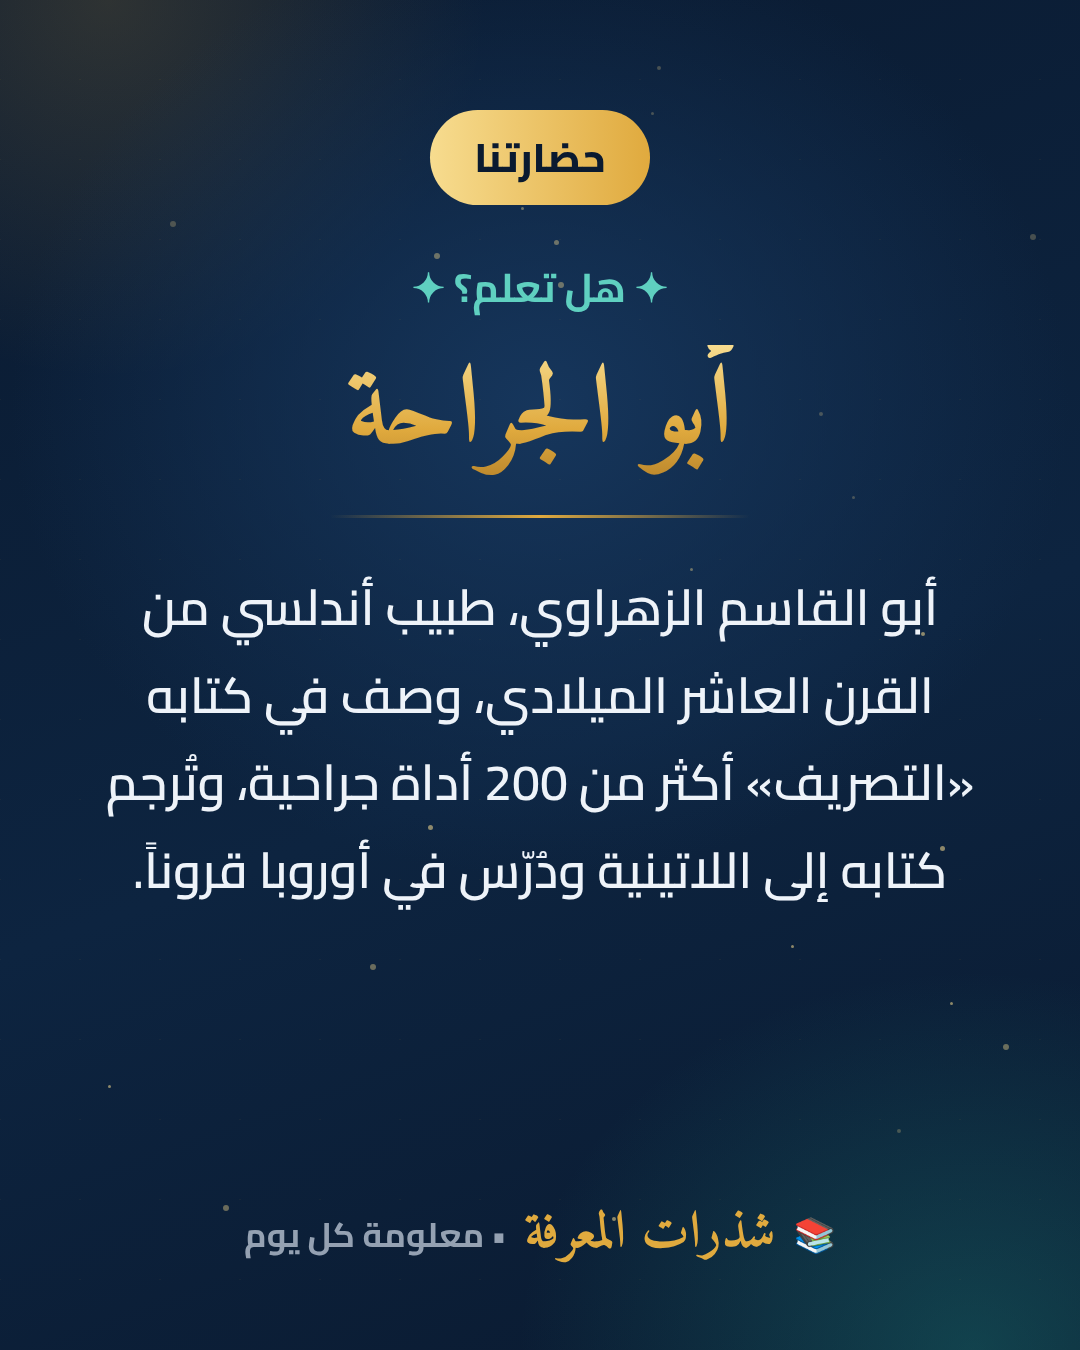 حضارتنا
✦ هل تعلم؟ ✦
أبو الجراحة
أبو القاسم الزهراوي، طبيب أندلسي من
القرن العاشر الميلادي، وصف في كتابه
«التصريف» أكثر من 200 أداة جراحية، وتُرجم
كتابه إلى اللاتينية ودُرّس في أوروبا قروناً.
📚 شذرات المعرفة ▪ معلومة كل يوم